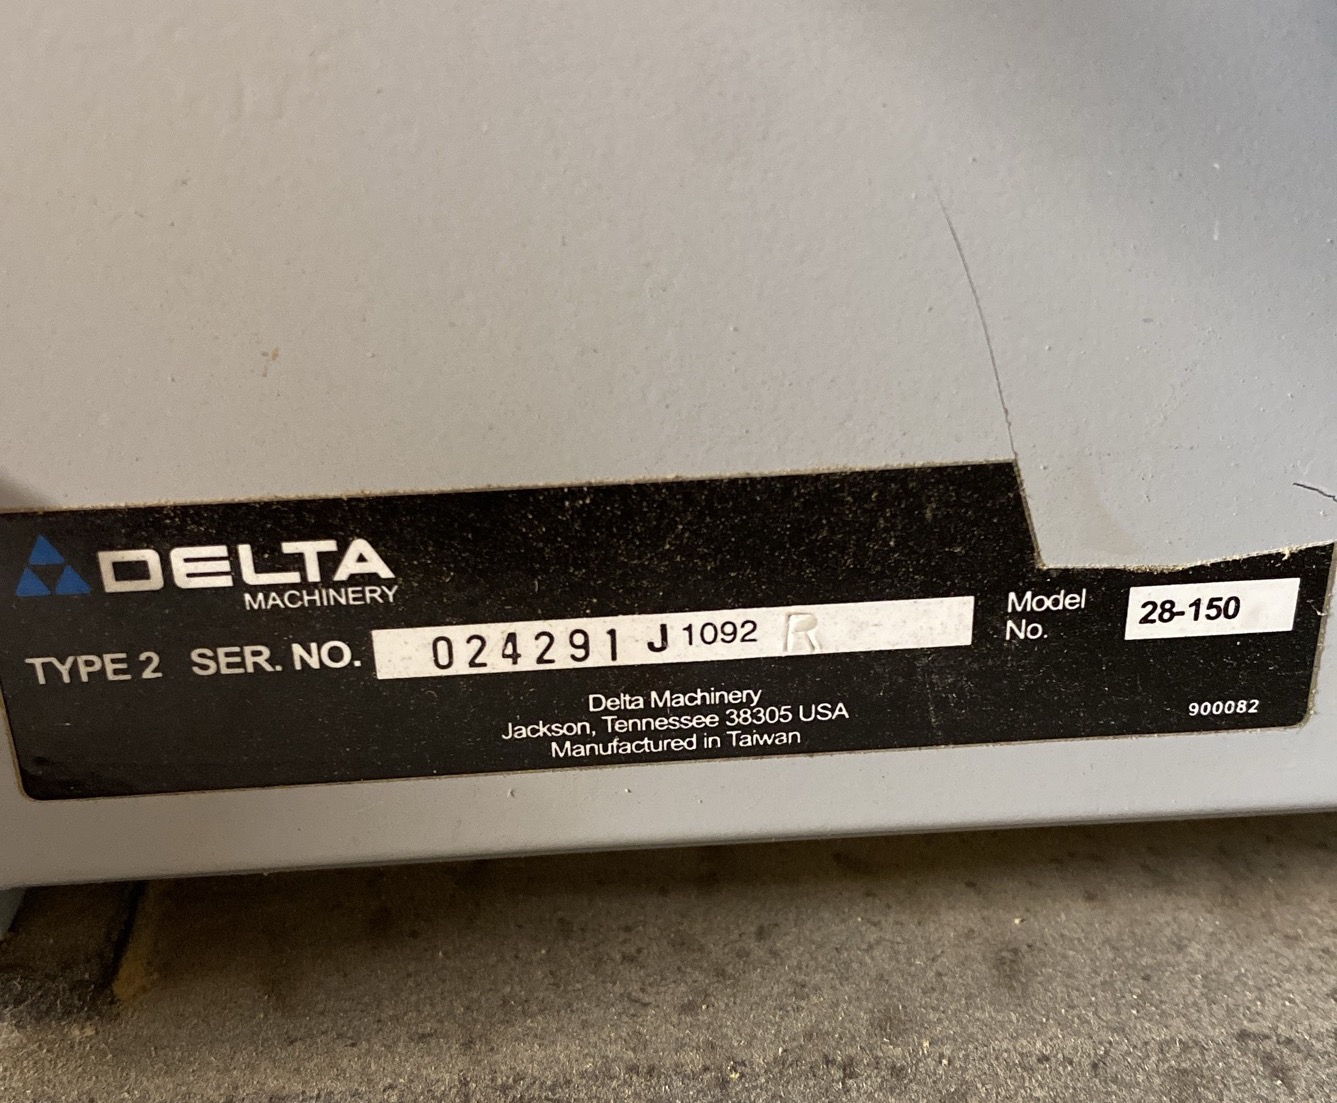 DELTA
MACHINERY
TYPE 2 SER. NO. 024291 J 1092 R
Model No. 28-150
Delta Machinery
Jackson, Tennessee 38305 USA
Manufactured in Taiwan
900082